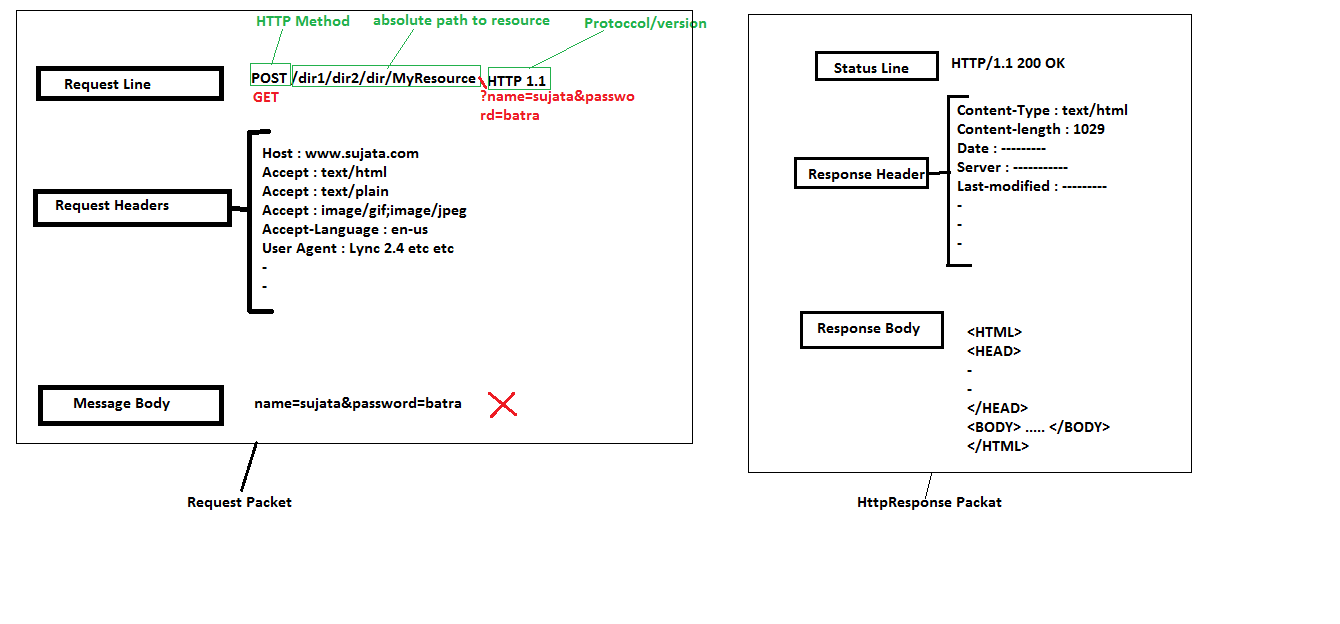 HTTP Method
absolute path to resource
Protoccol/version
Request Line
POST /dir1/dir2/dir/MyResource HTTP 1.1
GET
?name=sujata&passwo
rd=batra
Request Headers
Host : www.sujata.com
Accept : text/html
Accept : text/plain
Accept : image/gif;image/jpeg
Accept-Language : en-us
User Agent : Lync 2.4 etc etc
-
-
Message Body
name=sujata&password=batra
Request Packet
Status Line
HTTP/1.1 200 OK
Response Header
Content-Type : text/html
Content-length : 1029
Date : ---------
Server : -----------
Last-modified : ---------
-
-
-
Response Body
<HTML>
<HEAD>
-
-
</HEAD>
<BODY> ..... </BODY>
</HTML>
HttpResponse Packat